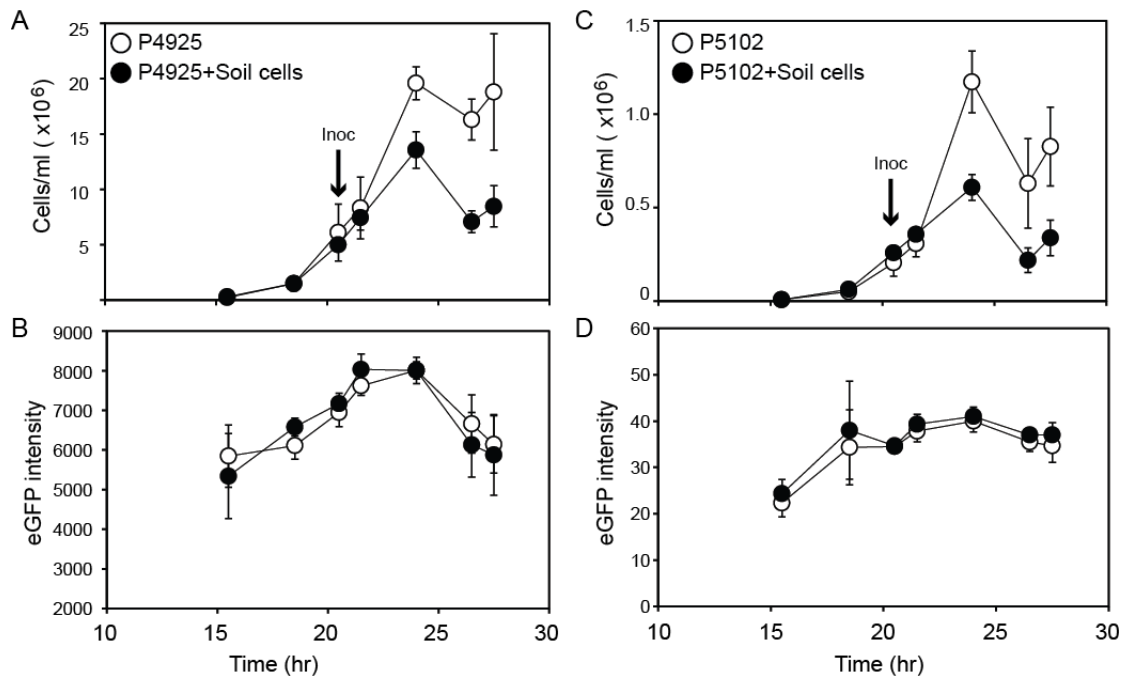 A
P4925
P4925+Soil cells
Inoc
Cells/ml ( x10⁶)
25
20
15
10
5
B
eGFP intensity
9000
8000
7000
6000
5000
4000
3000
2000
10 15 20 25 30
Time (hr)
C
P5102
P5102+Soil cells
Inoc
Cells/ml ( x10⁶)
1.5
1.0
0.5
0
D
eGFP intensity
60
50
40
30
20
10
0
10 15 20 25 30
Time (hr)